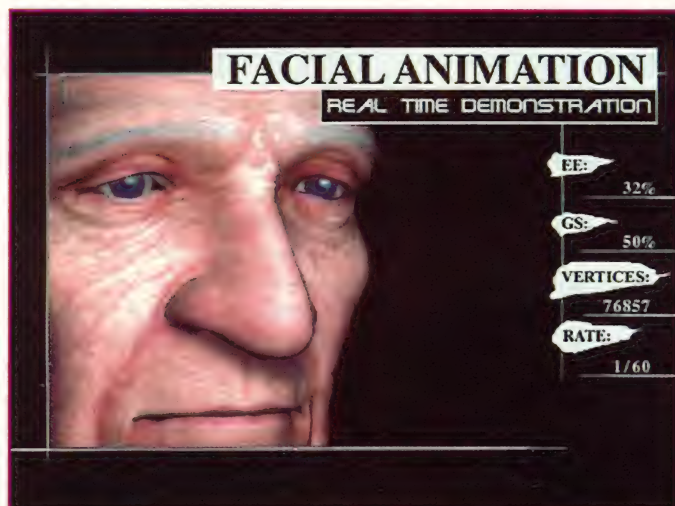 FACIAL ANIMATION
REAL TIME DEMONSTRATION
EE:
32%
GS:
50%
VERTICES:
76857
RATE:
1/60